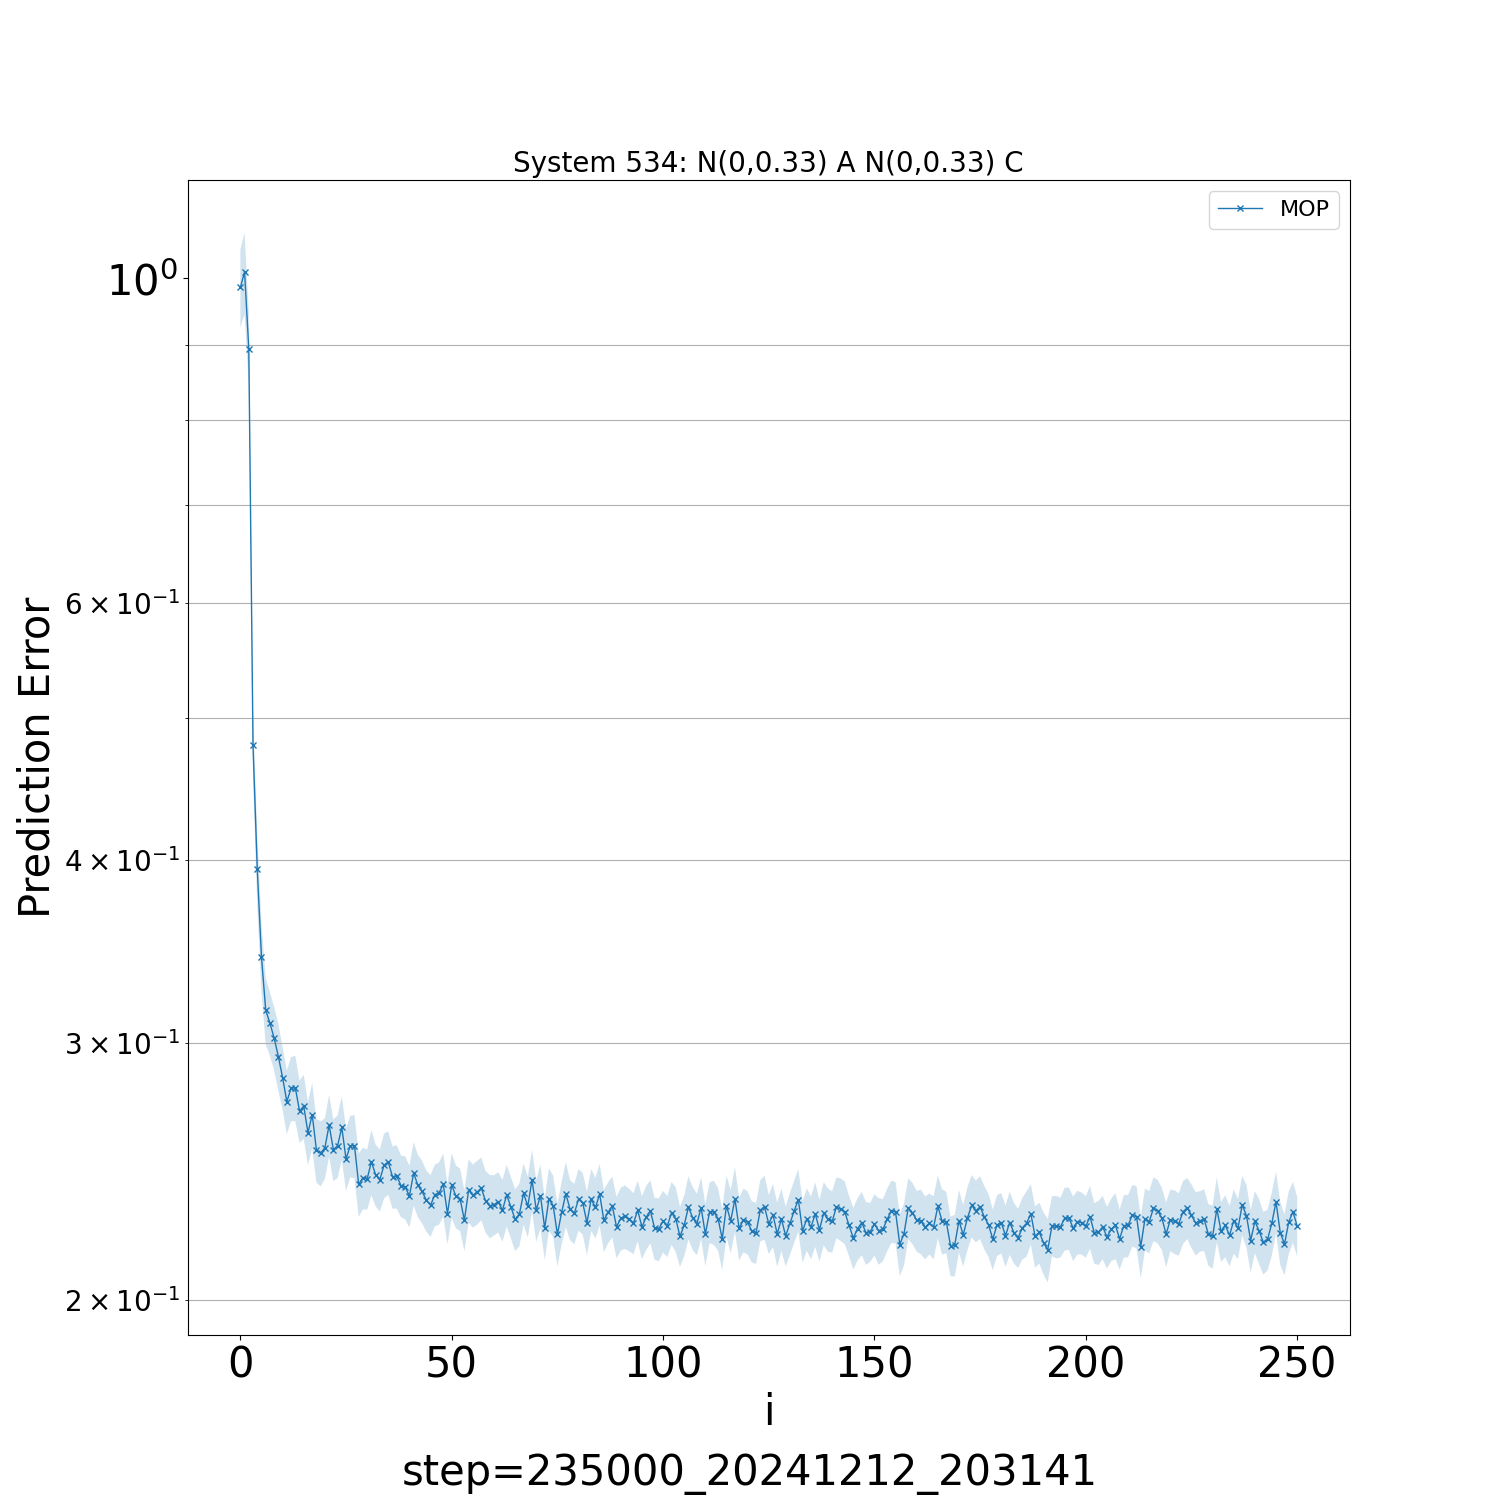 System 534: N(0,0.33) A N(0,0.33) C
MOP
10⁰
6 × 10⁻¹
4 × 10⁻¹
3 × 10⁻¹
2 × 10⁻¹
Prediction Error
0 50 100 150 200 250
i
step=235000_20241212_203141